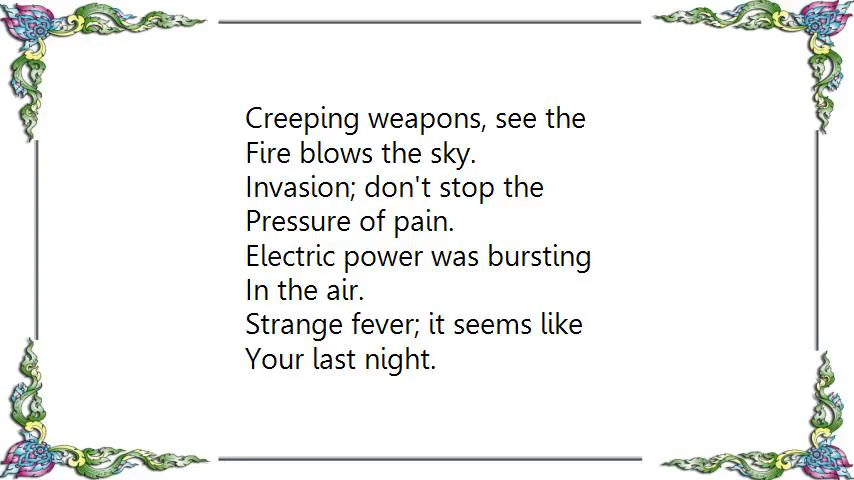 Creeping weapons, see the
Fire blows the sky.
Invasion; don't stop the
Pressure of pain.
Electric power was bursting
In the air.
Strange fever; it seems like
Your last night.